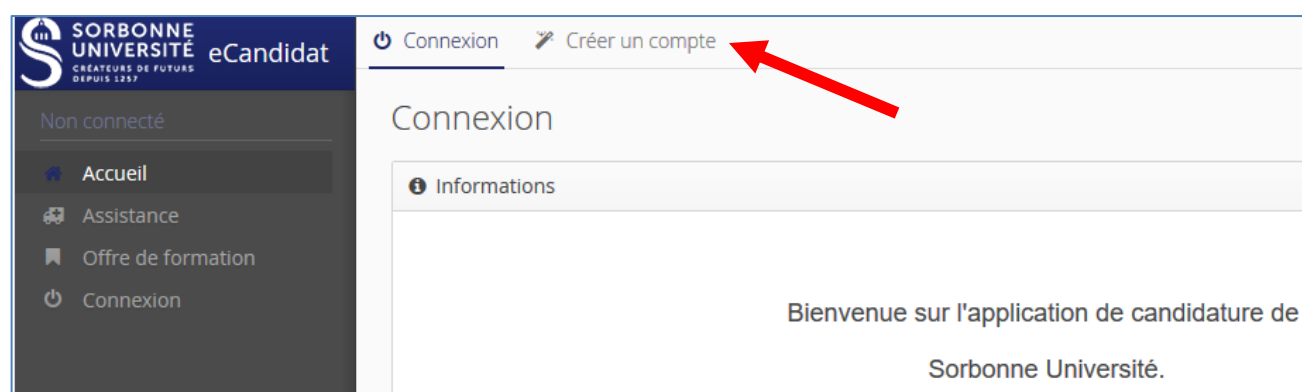 SORBONNE
UNIVERSITÉ
CRÉATEURS DE FUTURS
DEPUIS 1257
eCandidat
Non connecté
Accueil
Assistance
Offre de formation
Connexion
Connexion
Créer un compte
Connexion
Informations
Bienvenue sur l'application de candidature de
Sorbonne Université.